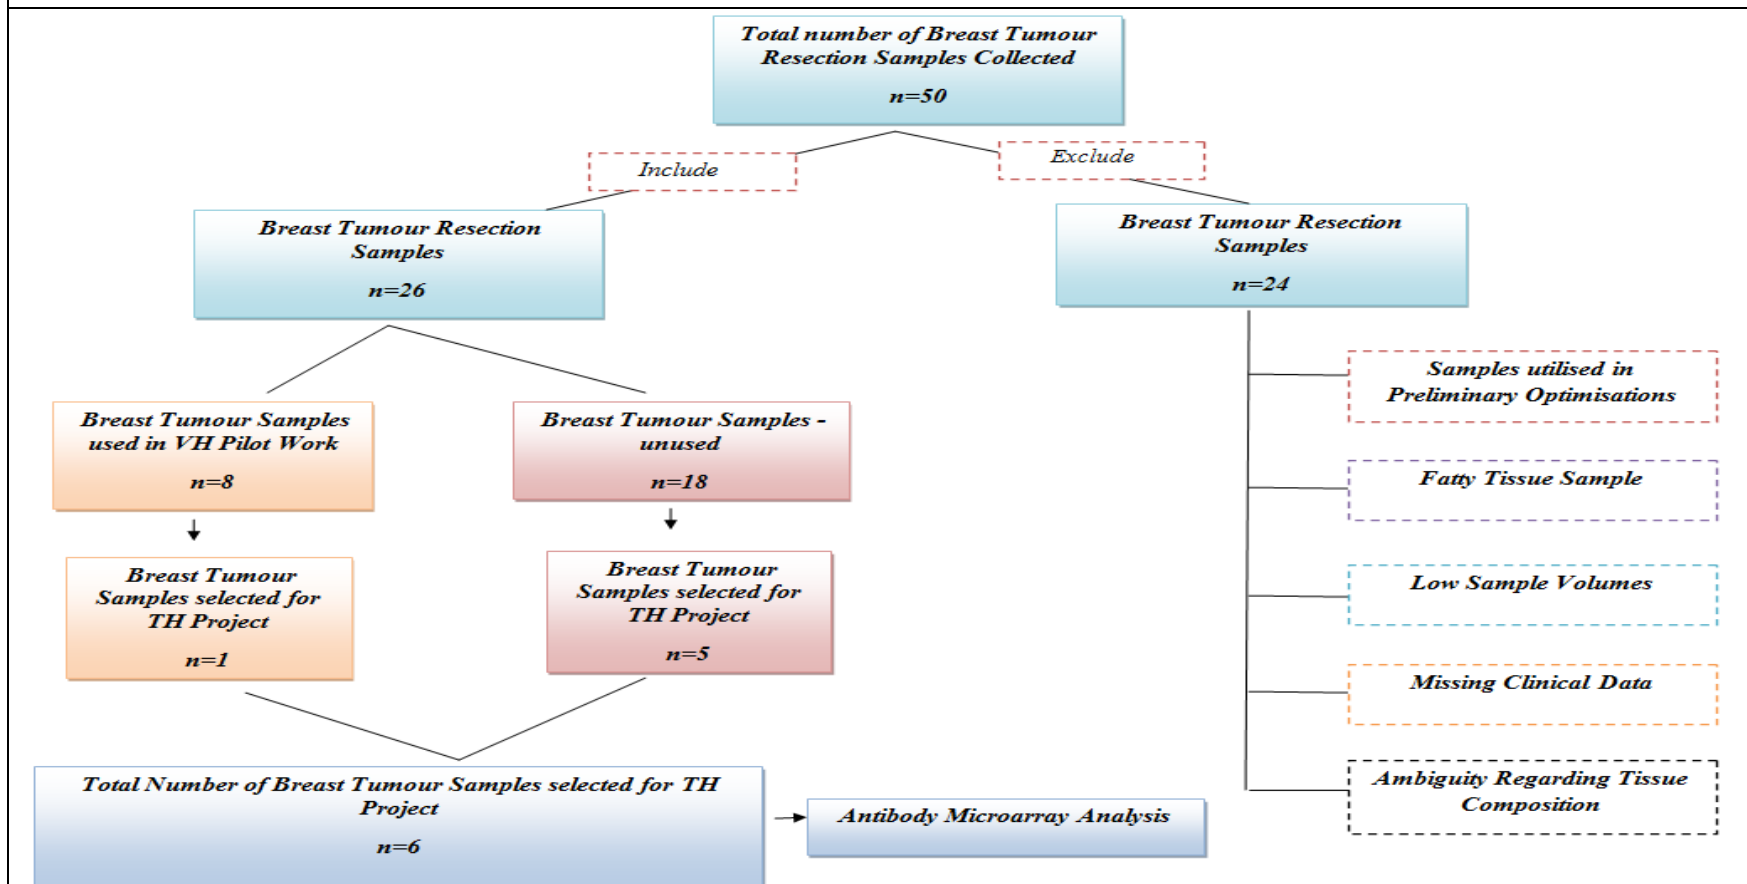 Total number of Breast Tumour
Resection Samples Collected
n=50
Include
Exclude
Breast Tumour Resection
Samples
n=26
Breast Tumour Resection
Samples
n=24
Breast Tumour Samples
used in VH Pilot Work
n=8
Breast Tumour Samples -
unused
n=18
Breast Tumour
Samples selected for
TH Project
n=1
Breast Tumour
Samples selected for
TH Project
n=5
Total Number of Breast Tumour Samples selected for TH
Project
n=6
Antibody Microarray Analysis
Samples utilised in
Preliminary Optimisations
Fatty Tissue Sample
Low Sample Volumes
Missing Clinical Data
Ambiguity Regarding Tissue
Composition